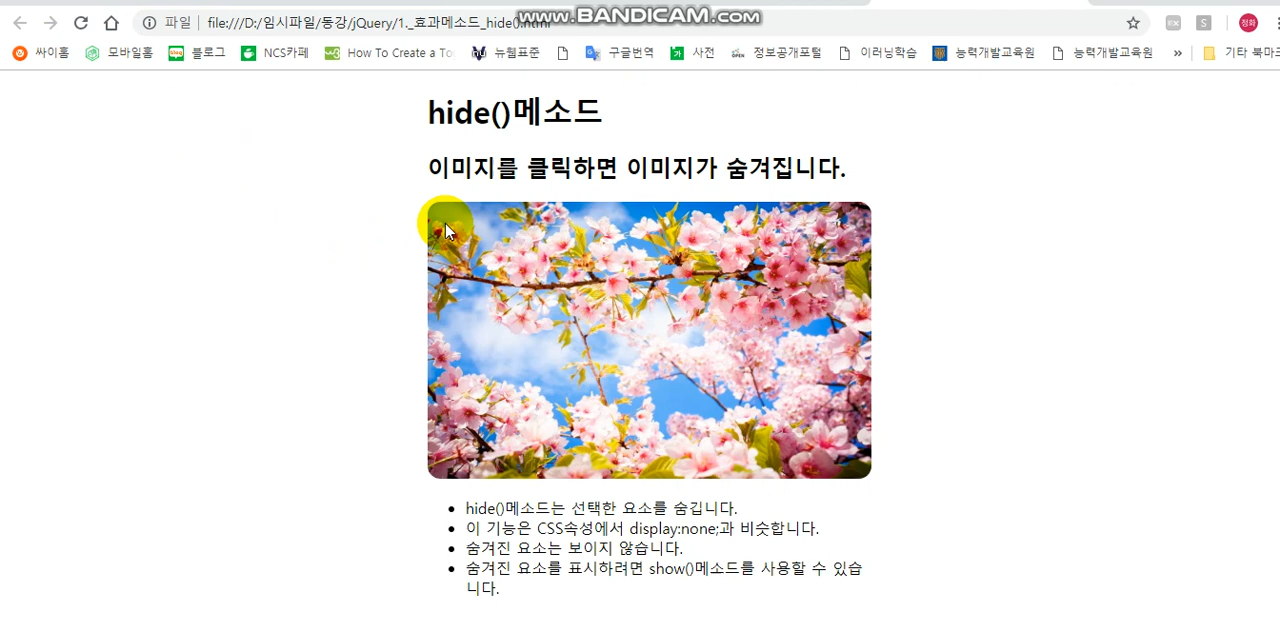 www.BANDICAM.com
파일 file:///D:/임시파일/동강/jQuery/1._효과메소드_hide().html
EX S 정화
싸이홈 모바일홈 블로그 NCS카페 How To Create a To 뉴웹표준 구글번역 사전 정보공개포털 이러닝학습 능력개발교육원 능력개발교육원 » 기타 북마크
hide()메소드
이미지를 클릭하면 이미지가 숨겨집니다.
hide()메소드는 선택한 요소를 숨깁니다.
이 기능은 CSS속성에서 display:none;과 비슷합니다.
숨겨진 요소는 보이지 않습니다.
숨겨진 요소를 표시하려면 show()메소드를 사용할 수 있습
니다.